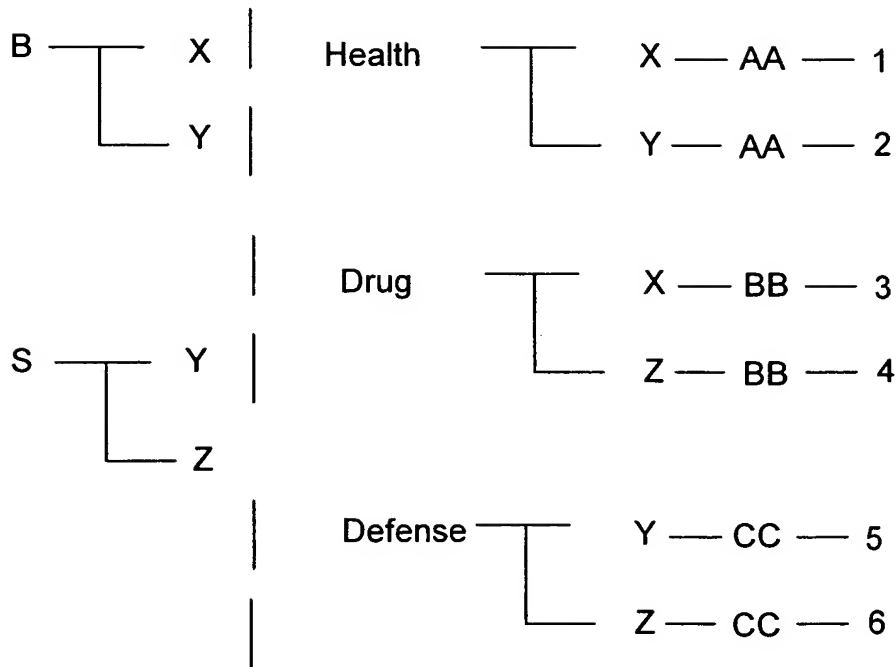 B X
Y
S Y
Z
Health X AA 1
Y AA 2
Drug X BB 3
Z BB 4
Defense Y CC 5
Z CC 6